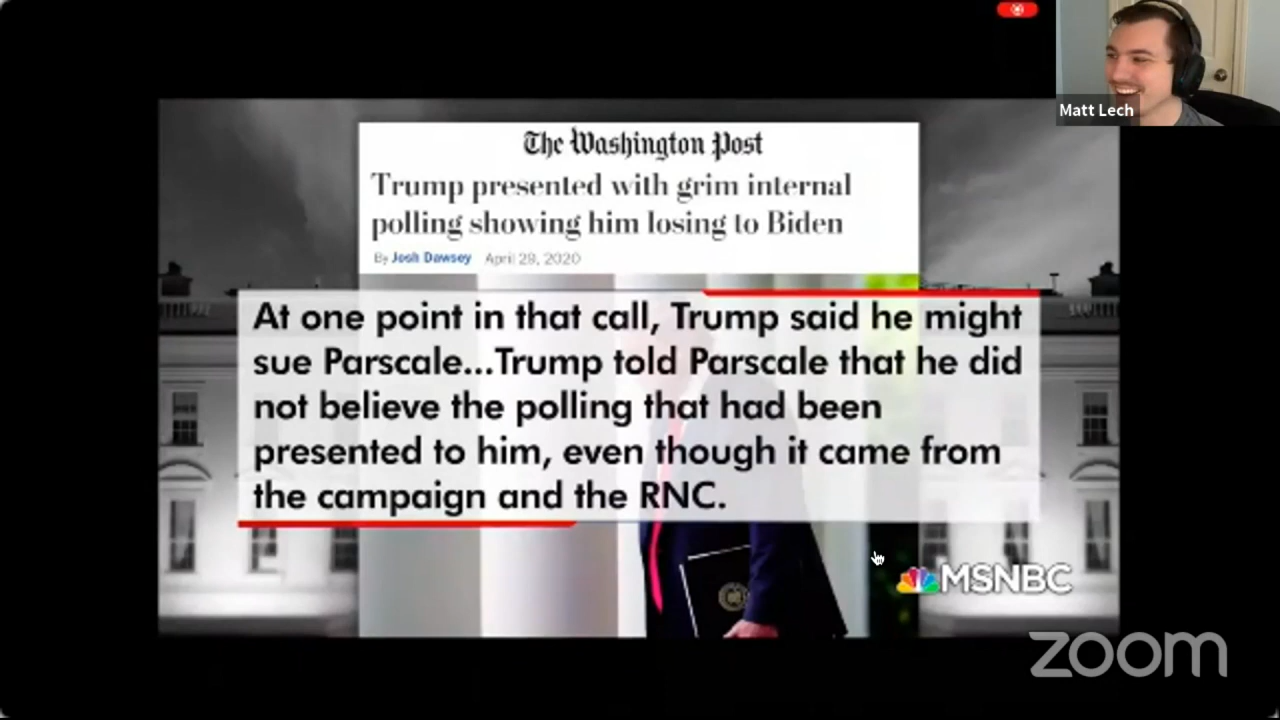 Matt Lech
The Washington Post
Trump presented with grim internal
polling showing him losing to Biden
By Josh Dawsey April 29, 2020
At one point in that call, Trump said he might
sue Parscale...Trump told Parscale that he did
not believe the polling that had been
presented to him, even though it came from
the campaign and the RNC.
MSNBC
zoom